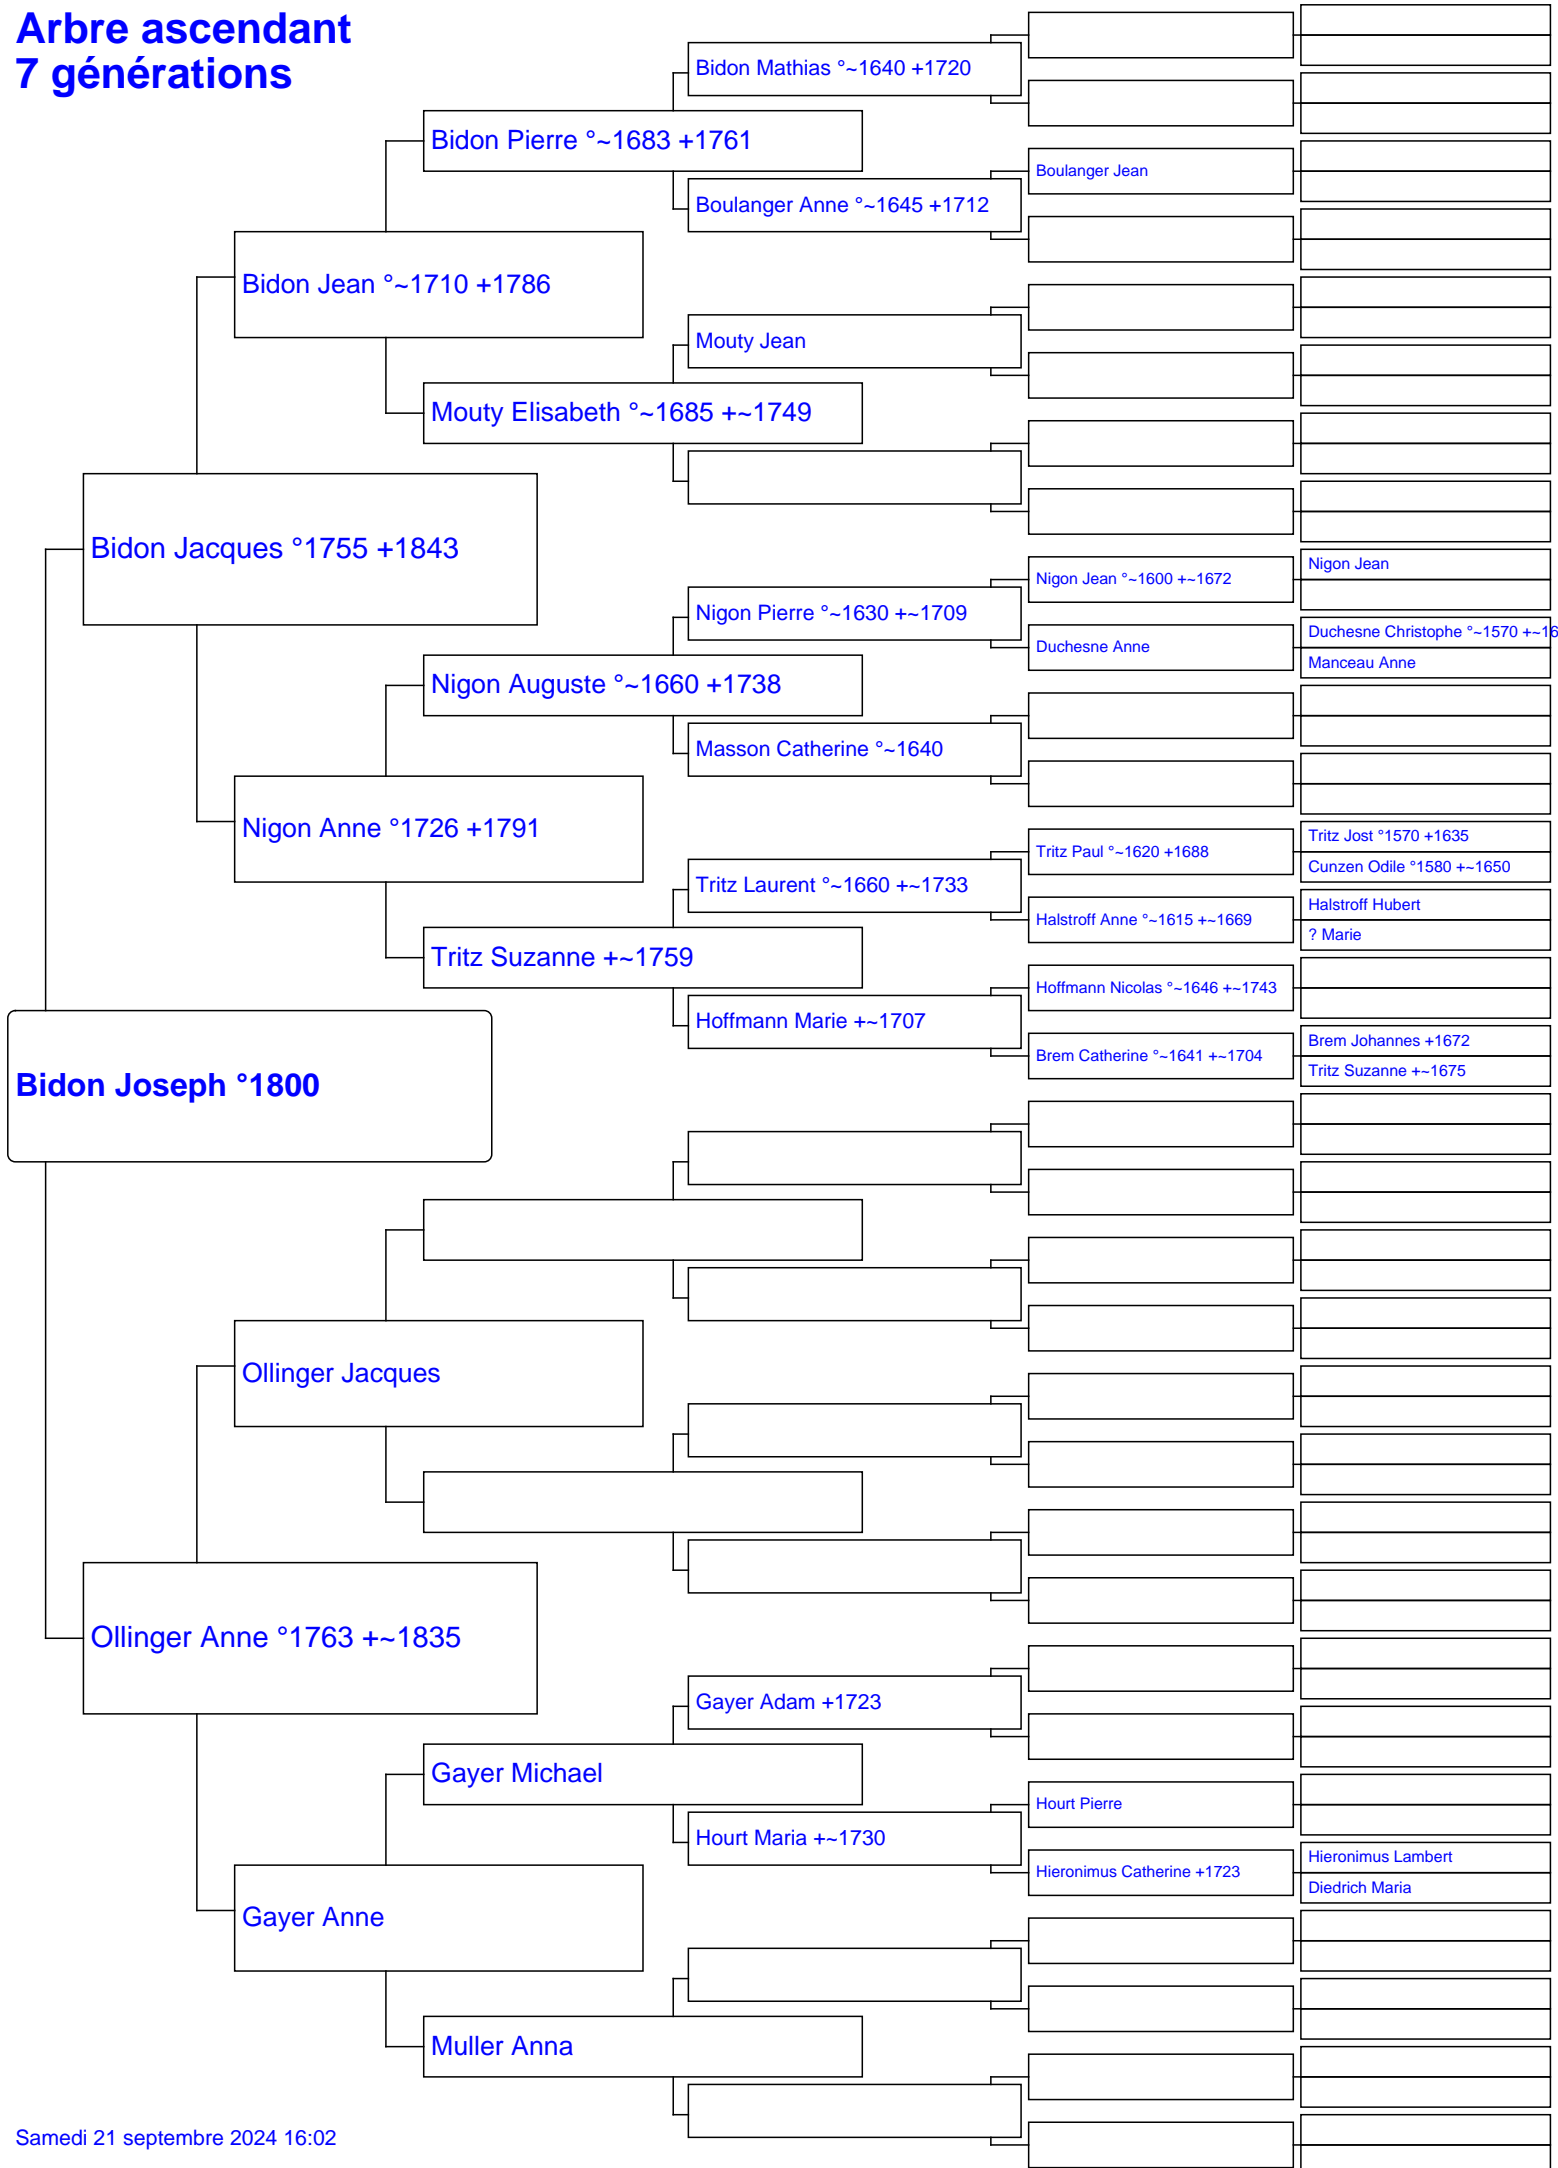 Arbre ascendant
7 générations
Bidon Mathias °~1640 +1720
Bidon Pierre °~1683 +1761
Boulanger Jean
Boulanger Anne °~1645 +1712
Bidon Jean °~1710 +1786
Mouty Jean
Mouty Elisabeth °~1685 +~1749
Bidon Jacques °1755 +1843
Nigon Jean
Nigon Jean °~1600 +~1672
Nigon Pierre °~1630 +~1709
Duchesne Christophe °~1570 +~16
Duchesne Anne
Manceau Anne
Nigon Auguste °~1660 +1738
Masson Catherine °~1640
Nigon Anne °1726 +1791
Tritz Jost °1570 +1635
Tritz Paul °~1620 +1688
Cunzen Odile °1580 +~1650
Tritz Laurent °~1660 +~1733
Halstroff Hubert
Halstroff Anne °~1615 +~1669
? Marie
Tritz Suzanne +~1759
Hoffmann Nicolas °~1646 +~1743
Hoffmann Marie +~1707
Brem Johannes +1672
Brem Catherine °~1641 +~1704
Tritz Suzanne +~1675
Bidon Joseph °1800
Ollinger Jacques
Ollinger Anne °1763 +~1835
Gayer Adam +1723
Gayer Michael
Hourt Pierre
Hourt Maria +~1730
Hieronimus Lambert
Hieronimus Catherine +1723
Diedrich Maria
Gayer Anne
Muller Anna
Samedi 21 septembre 2024 16:02